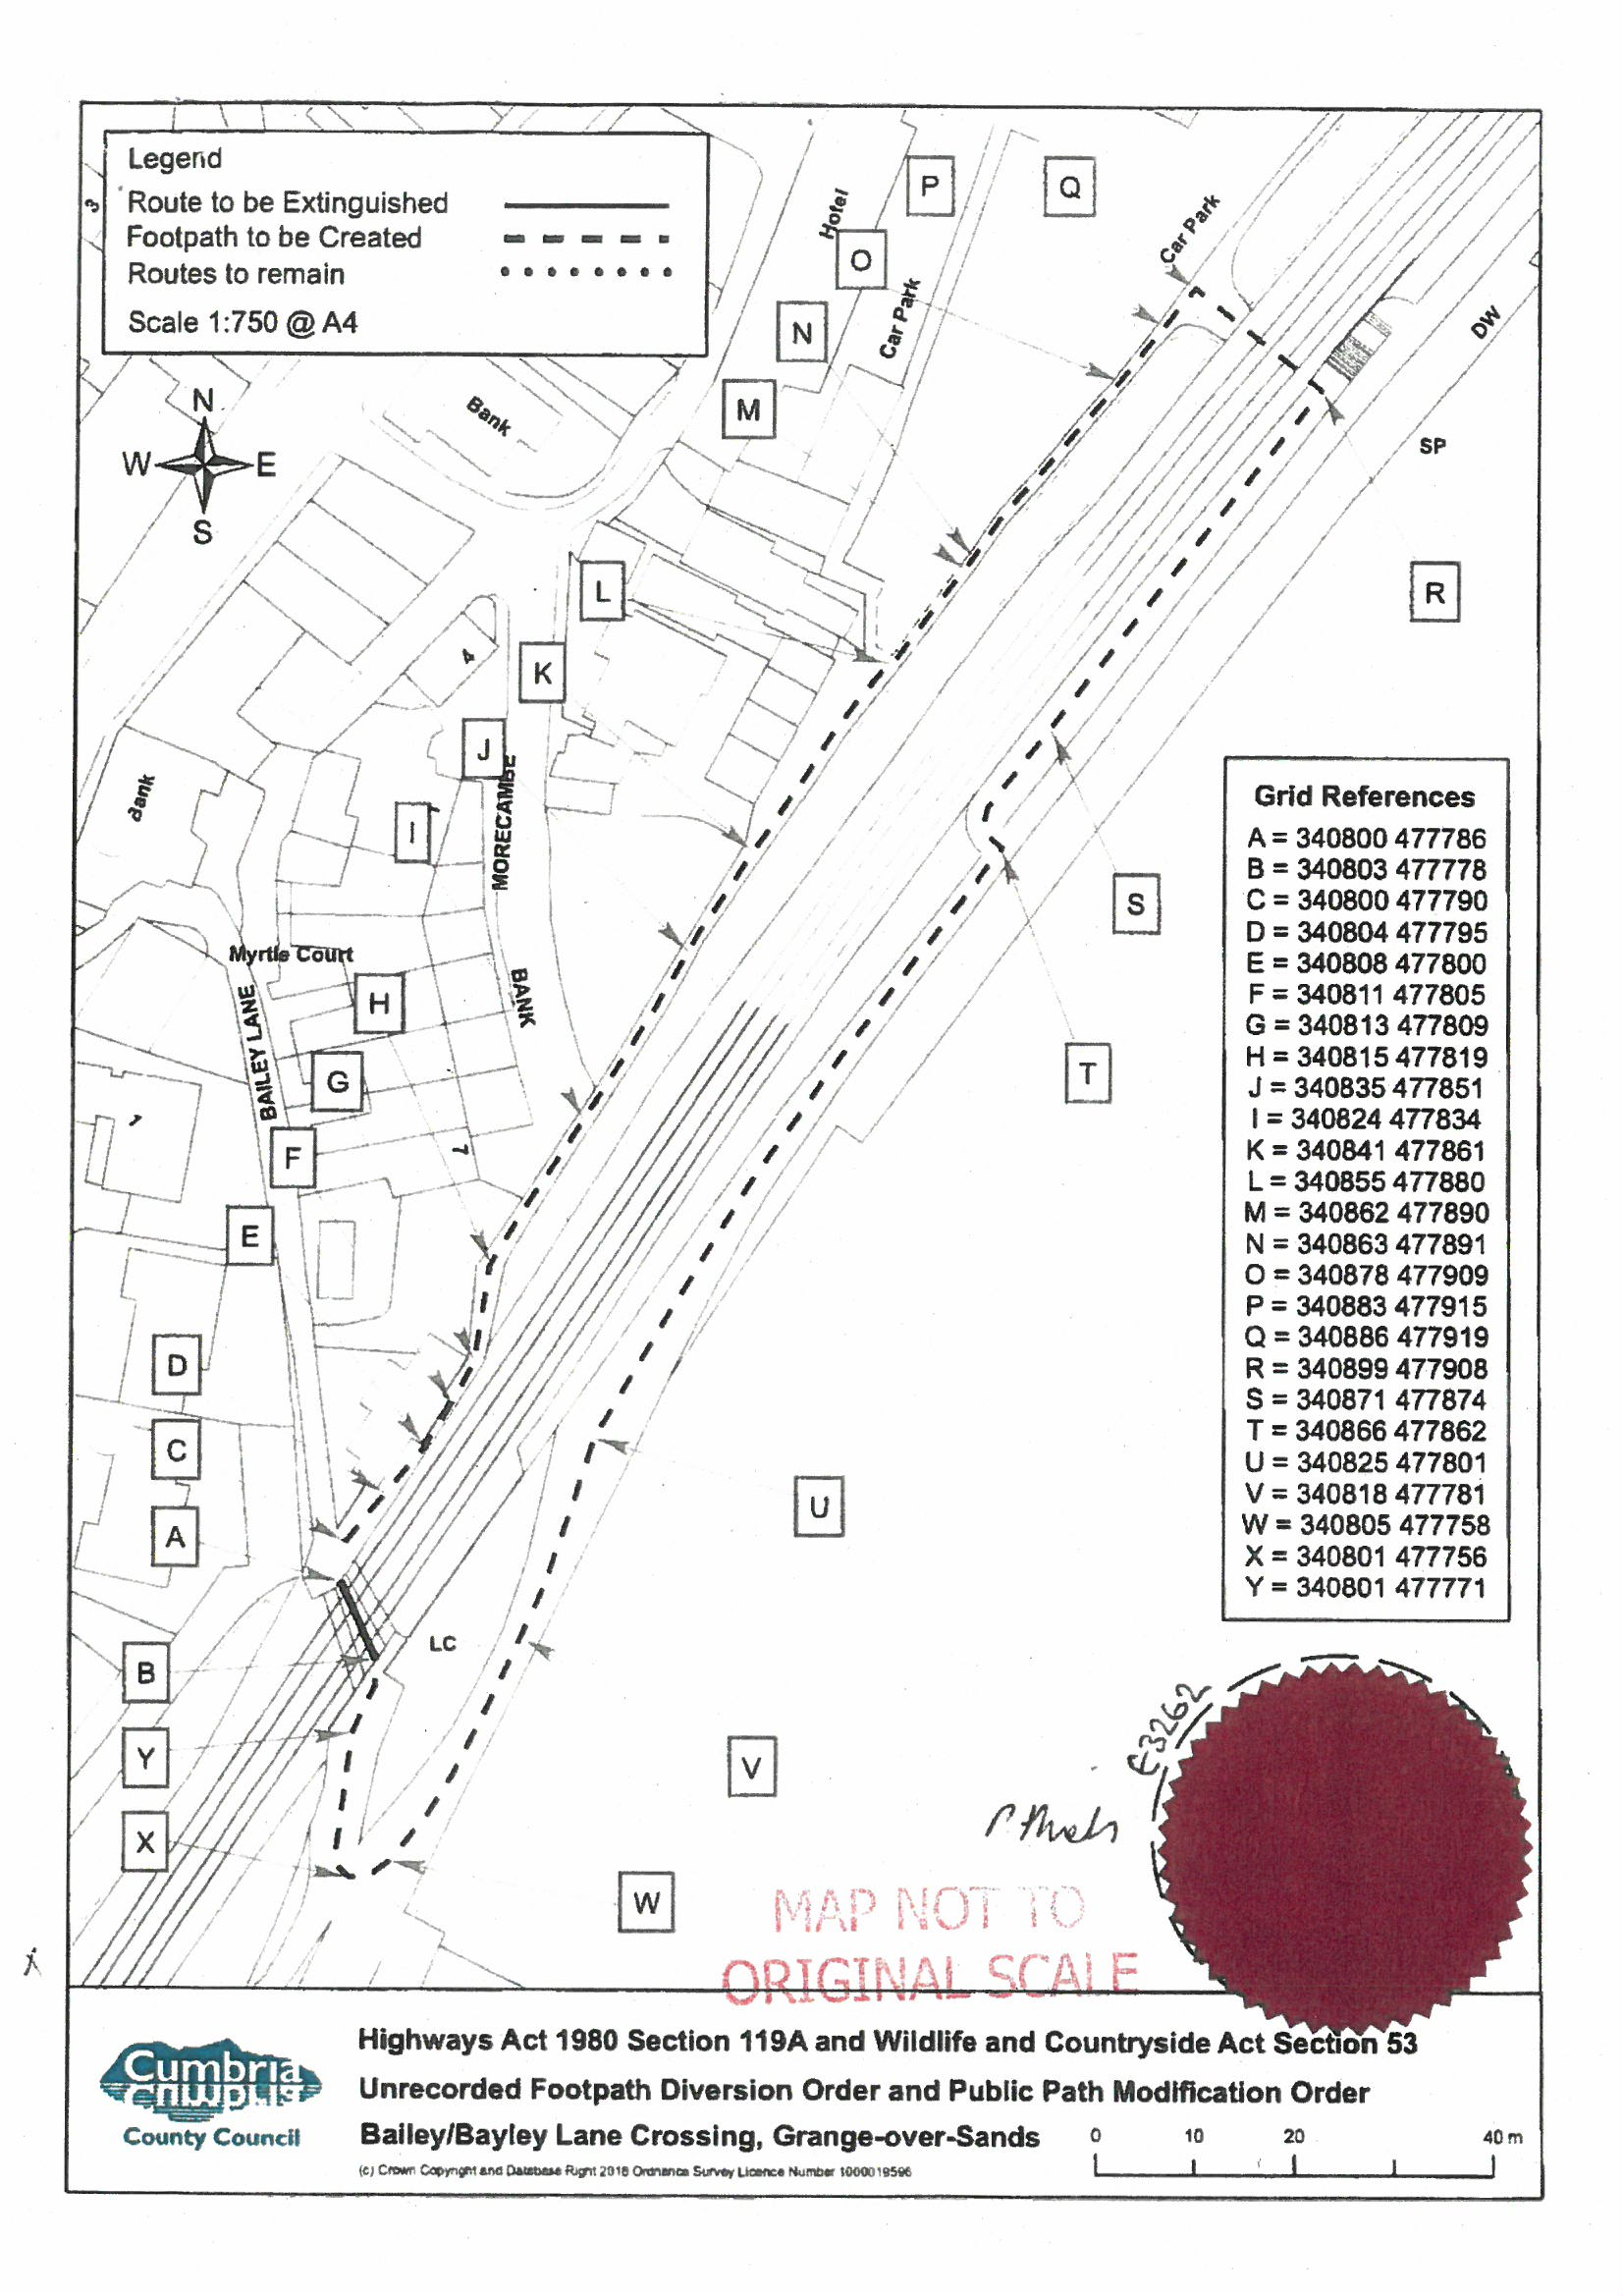 Legend
Route to be Extinguished
Footpath to be Created
Routes to remain
Scale 1:750 @ A4
3
N
W E
S
Hotel
P
Q
O
Car Park
Car Park
N
M
Bank
DW
SP
R
L
K
4
J
MORECAMBE
BANK
I
Bank
Myrtle Court
H
BAILEY LANE
G
F
7
1
E
S
T
D
C
A
U
LC
B
Y
V
X
W
Grid References
A = 340800 477786
B = 340803 477778
C = 340800 477790
D = 340804 477795
E = 340808 477800
F = 340811 477805
G = 340813 477809
H = 340815 477819
J = 340835 477851
I = 340824 477834
K = 340841 477861
L = 340855 477880
M = 340862 477890
N = 340863 477891
O = 340878 477909
P = 340883 477915
Q = 340886 477919
R = 340899 477908
S = 340871 477874
T = 340866 477862
U = 340825 477801
V = 340818 477781
W = 340805 477758
X = 340801 477756
Y = 340801 477771
E3262
MAP NOT TO
ORIGINAL SCALE
Cumbria
County Council
Highways Act 1980 Section 119A and Wildlife and Countryside Act Section 53
Unrecorded Footpath Diversion Order and Public Path Modification Order
Bailey/Bayley Lane Crossing, Grange-over-Sands
0 10 20 40 m
(c) Crown Copyright and Database Right 2018 Ordnance Survey Licence Number 1000019596